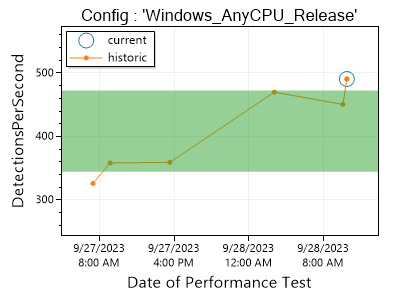 Config : 'Windows_AnyCPU_Release'
current
historic
DetectionsPerSecond
500
400
300
9/27/2023 9/27/2023 9/28/2023 9/28/2023
8:00 AM 4:00 PM 12:00 AM 8:00 AM
Date of Performance Test